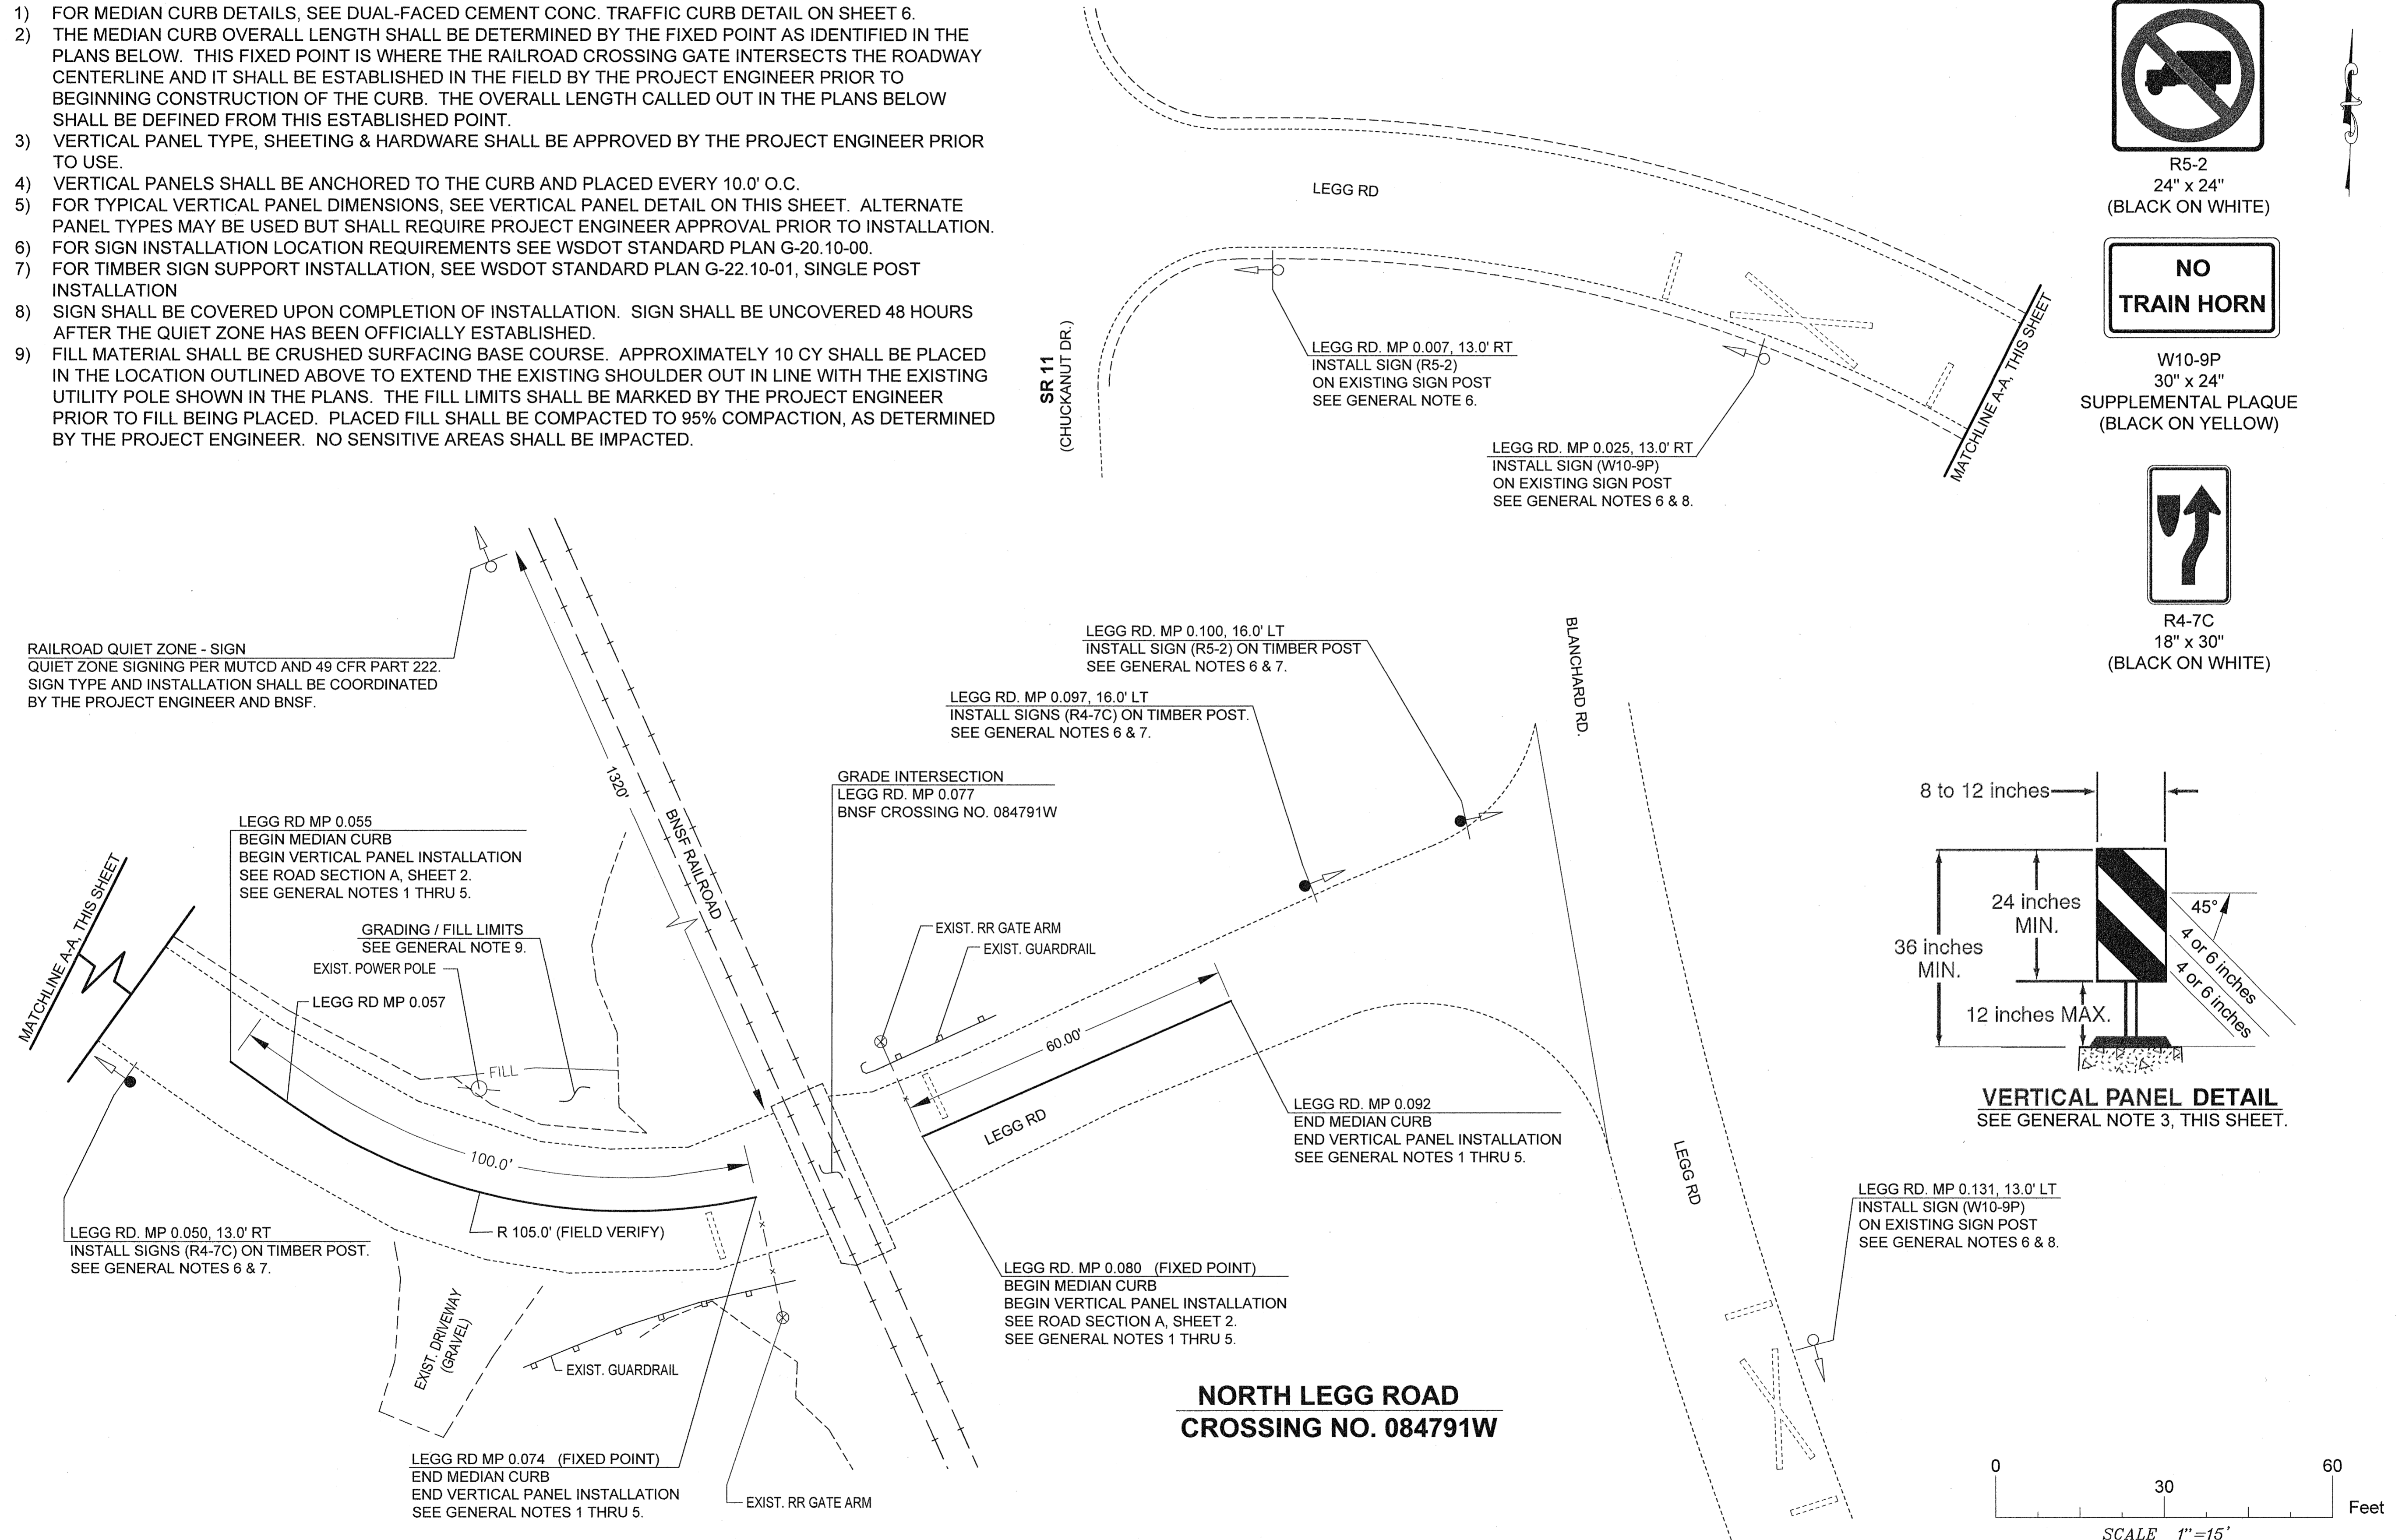 1) FOR MEDIAN CURB DETAILS, SEE DUAL-FACED CEMENT CONC. TRAFFIC CURB DETAIL ON SHEET 6.
2) THE MEDIAN CURB OVERALL LENGTH SHALL BE DETERMINED BY THE FIXED POINT AS IDENTIFIED IN THE
PLANS BELOW. THIS FIXED POINT IS WHERE THE RAILROAD CROSSING GATE INTERSECTS THE ROADWAY
CENTERLINE AND IT SHALL BE ESTABLISHED IN THE FIELD BY THE PROJECT ENGINEER PRIOR TO
BEGINNING CONSTRUCTION OF THE CURB. THE OVERALL LENGTH CALLED OUT IN THE PLANS BELOW
SHALL BE DEFINED FROM THIS ESTABLISHED POINT.
3) VERTICAL PANEL TYPE, SHEETING & HARDWARE SHALL BE APPROVED BY THE PROJECT ENGINEER PRIOR
TO USE.
4) VERTICAL PANELS SHALL BE ANCHORED TO THE CURB AND PLACED EVERY 10.0' O.C.
5) FOR TYPICAL VERTICAL PANEL DIMENSIONS, SEE VERTICAL PANEL DETAIL ON THIS SHEET. ALTERNATE
PANEL TYPES MAY BE USED BUT SHALL REQUIRE PROJECT ENGINEER APPROVAL PRIOR TO INSTALLATION.
6) FOR SIGN INSTALLATION LOCATION REQUIREMENTS SEE WSDOT STANDARD PLAN G-20.10-00.
7) FOR TIMBER SIGN SUPPORT INSTALLATION, SEE WSDOT STANDARD PLAN G-22.10-01, SINGLE POST
INSTALLATION
8) SIGN SHALL BE COVERED UPON COMPLETION OF INSTALLATION. SIGN SHALL BE UNCOVERED 48 HOURS
AFTER THE QUIET ZONE HAS BEEN OFFICIALLY ESTABLISHED.
9) FILL MATERIAL SHALL BE CRUSHED SURFACING BASE COURSE. APPROXIMATELY 10 CY SHALL BE PLACED
IN THE LOCATION OUTLINED ABOVE TO EXTEND THE EXISTING SHOULDER OUT IN LINE WITH THE EXISTING
UTILITY POLE SHOWN IN THE PLANS. THE FILL LIMITS SHALL BE MARKED BY THE PROJECT ENGINEER
PRIOR TO FILL BEING PLACED. PLACED FILL SHALL BE COMPACTED TO 95% COMPACTION, AS DETERMINED
BY THE PROJECT ENGINEER. NO SENSITIVE AREAS SHALL BE IMPACTED.
LEGG RD
SR 11
(CHUCKANUT DR.)
LEGG RD. MP 0.007, 13.0' RT
INSTALL SIGN (R5-2)
ON EXISTING SIGN POST
SEE GENERAL NOTE 6.
LEGG RD. MP 0.025, 13.0' RT
INSTALL SIGN (W10-9P)
ON EXISTING SIGN POST
SEE GENERAL NOTES 6 & 8.
MATCHLINE A-A, THIS SHEET
R5-2
24" x 24"
(BLACK ON WHITE)
NO
TRAIN HORN
W10-9P
30" x 24"
SUPPLEMENTAL PLAQUE
(BLACK ON YELLOW)
R4-7C
18" x 30"
(BLACK ON WHITE)
RAILROAD QUIET ZONE - SIGN
QUIET ZONE SIGNING PER MUTCD AND 49 CFR PART 222.
SIGN TYPE AND INSTALLATION SHALL BE COORDINATED
BY THE PROJECT ENGINEER AND BNSF.
1320'
BNSF RAILROAD
LEGG RD. MP 0.100, 16.0' LT
INSTALL SIGN (R5-2) ON TIMBER POST
SEE GENERAL NOTES 6 & 7.
LEGG RD. MP 0.097, 16.0' LT
INSTALL SIGNS (R4-7C) ON TIMBER POST.
SEE GENERAL NOTES 6 & 7.
BLANCHARD RD.
GRADE INTERSECTION
LEGG RD. MP 0.077
BNSF CROSSING NO. 084791W
LEGG RD MP 0.055
BEGIN MEDIAN CURB
BEGIN VERTICAL PANEL INSTALLATION
SEE ROAD SECTION A, SHEET 2.
SEE GENERAL NOTES 1 THRU 5.
MATCHLINE A-A, THIS SHEET
GRADING / FILL LIMITS
SEE GENERAL NOTE 9.
EXIST. POWER POLE
LEGG RD MP 0.057
FILL
EXIST. RR GATE ARM
EXIST. GUARDRAIL
60.00'
LEGG RD
100.0'
R 105.0' (FIELD VERIFY)
LEGG RD. MP 0.092
END MEDIAN CURB
END VERTICAL PANEL INSTALLATION
SEE GENERAL NOTES 1 THRU 5.
LEGG RD
8 to 12 inches
24 inches
MIN.
36 inches
MIN.
12 inches MAX.
45°
4 or 6 inches
4 or 6 inches
VERTICAL PANEL DETAIL
SEE GENERAL NOTE 3, THIS SHEET.
LEGG RD. MP 0.131, 13.0' LT
INSTALL SIGN (W10-9P)
ON EXISTING SIGN POST
SEE GENERAL NOTES 6 & 8.
LEGG RD. MP 0.050, 13.0' RT
INSTALL SIGNS (R4-7C) ON TIMBER POST.
SEE GENERAL NOTES 6 & 7.
LEGG RD. MP 0.080 (FIXED POINT)
BEGIN MEDIAN CURB
BEGIN VERTICAL PANEL INSTALLATION
SEE ROAD SECTION A, SHEET 2.
SEE GENERAL NOTES 1 THRU 5.
EXIST. DRIVEWAY
(GRAVEL)
EXIST. GUARDRAIL
LEGG RD MP 0.074 (FIXED POINT)
END MEDIAN CURB
END VERTICAL PANEL INSTALLATION
SEE GENERAL NOTES 1 THRU 5.
EXIST. RR GATE ARM
NORTH LEGG ROAD
CROSSING NO. 084791W
0
30
60
Feet
SCALE 1"=15'